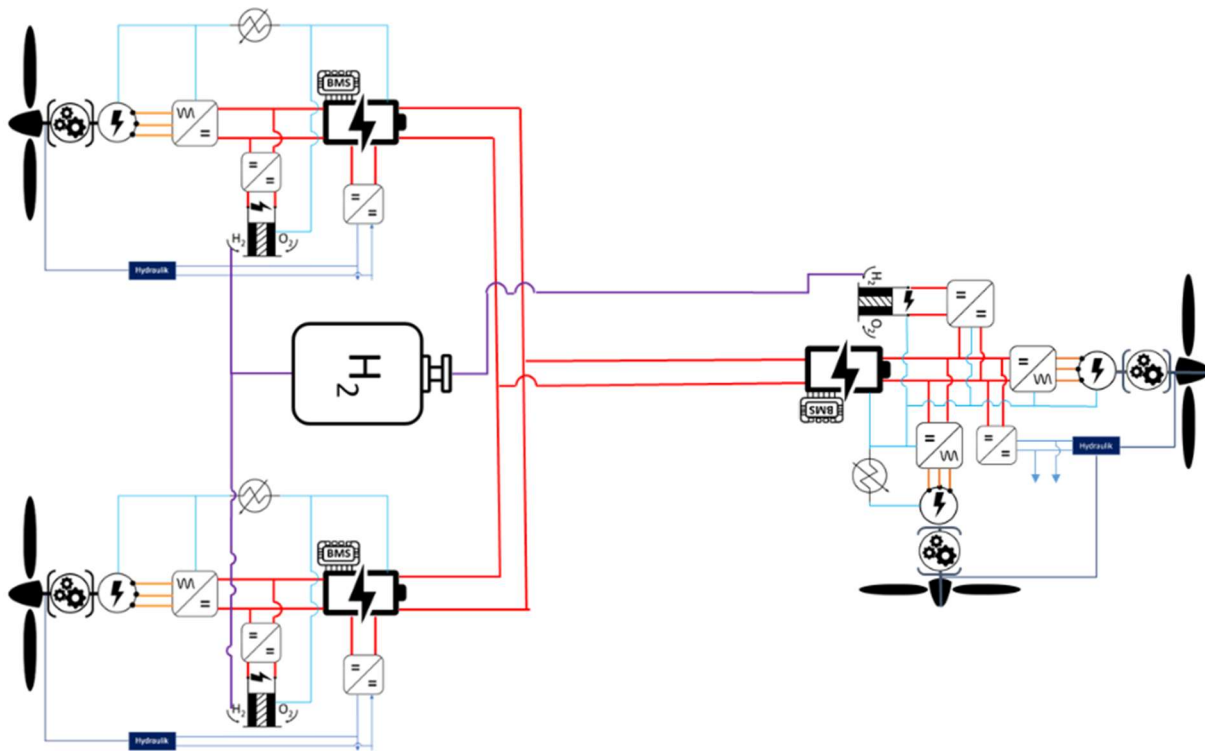 BMS
H2 O2
Hydraulik
H2
H2
O2
BMS
Hydraulik
BMS
H2 O2
Hydraulik